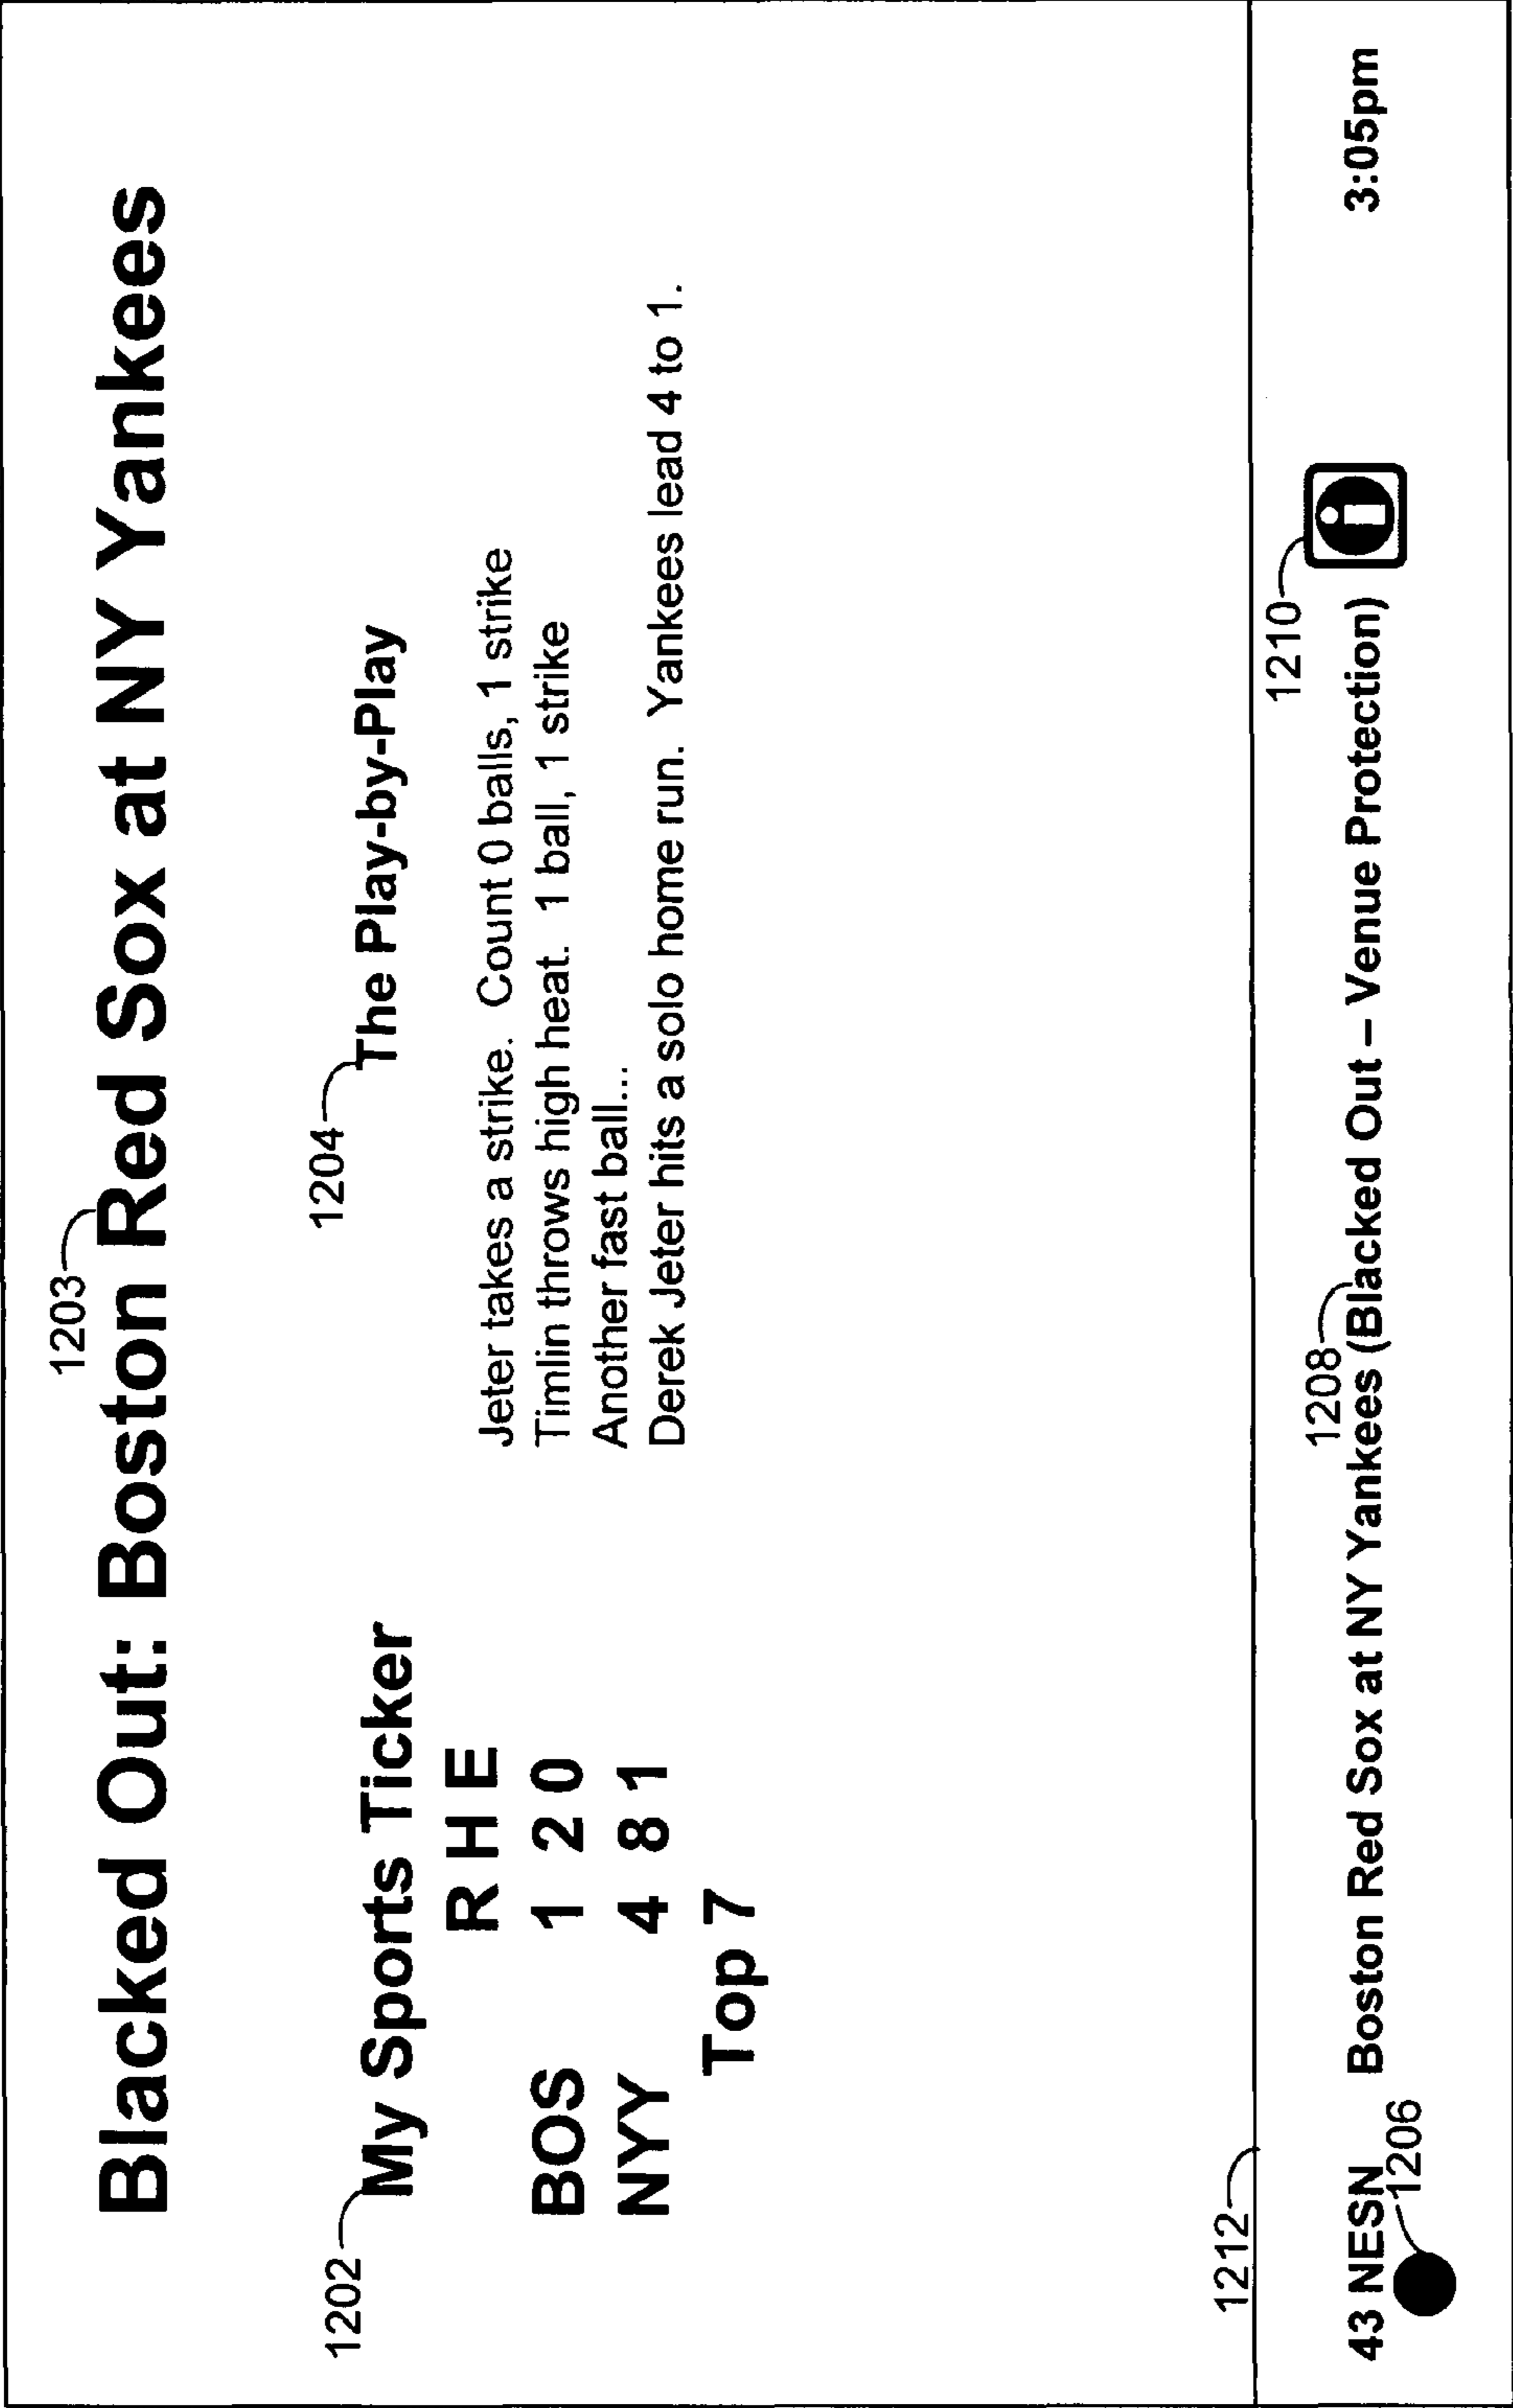 1203
Blacked Out: Boston Red Sox at NY Yankees
1202
My Sports Ticker
R H E
BOS 1 2 0
NYY 4 8 1
Top 7
1204
The Play-by-Play
Jeter takes a strike. Count 0 balls, 1 strike
Timlin throws high heat. 1 ball, 1 strike
Another fast ball...
Derek Jeter hits a solo home run. Yankees lead 4 to 1.
1212
1208
1210
43 NESN Boston Red Sox at NY Yankees (Blacked Out – Venue Protection) i 3:05pm
1206